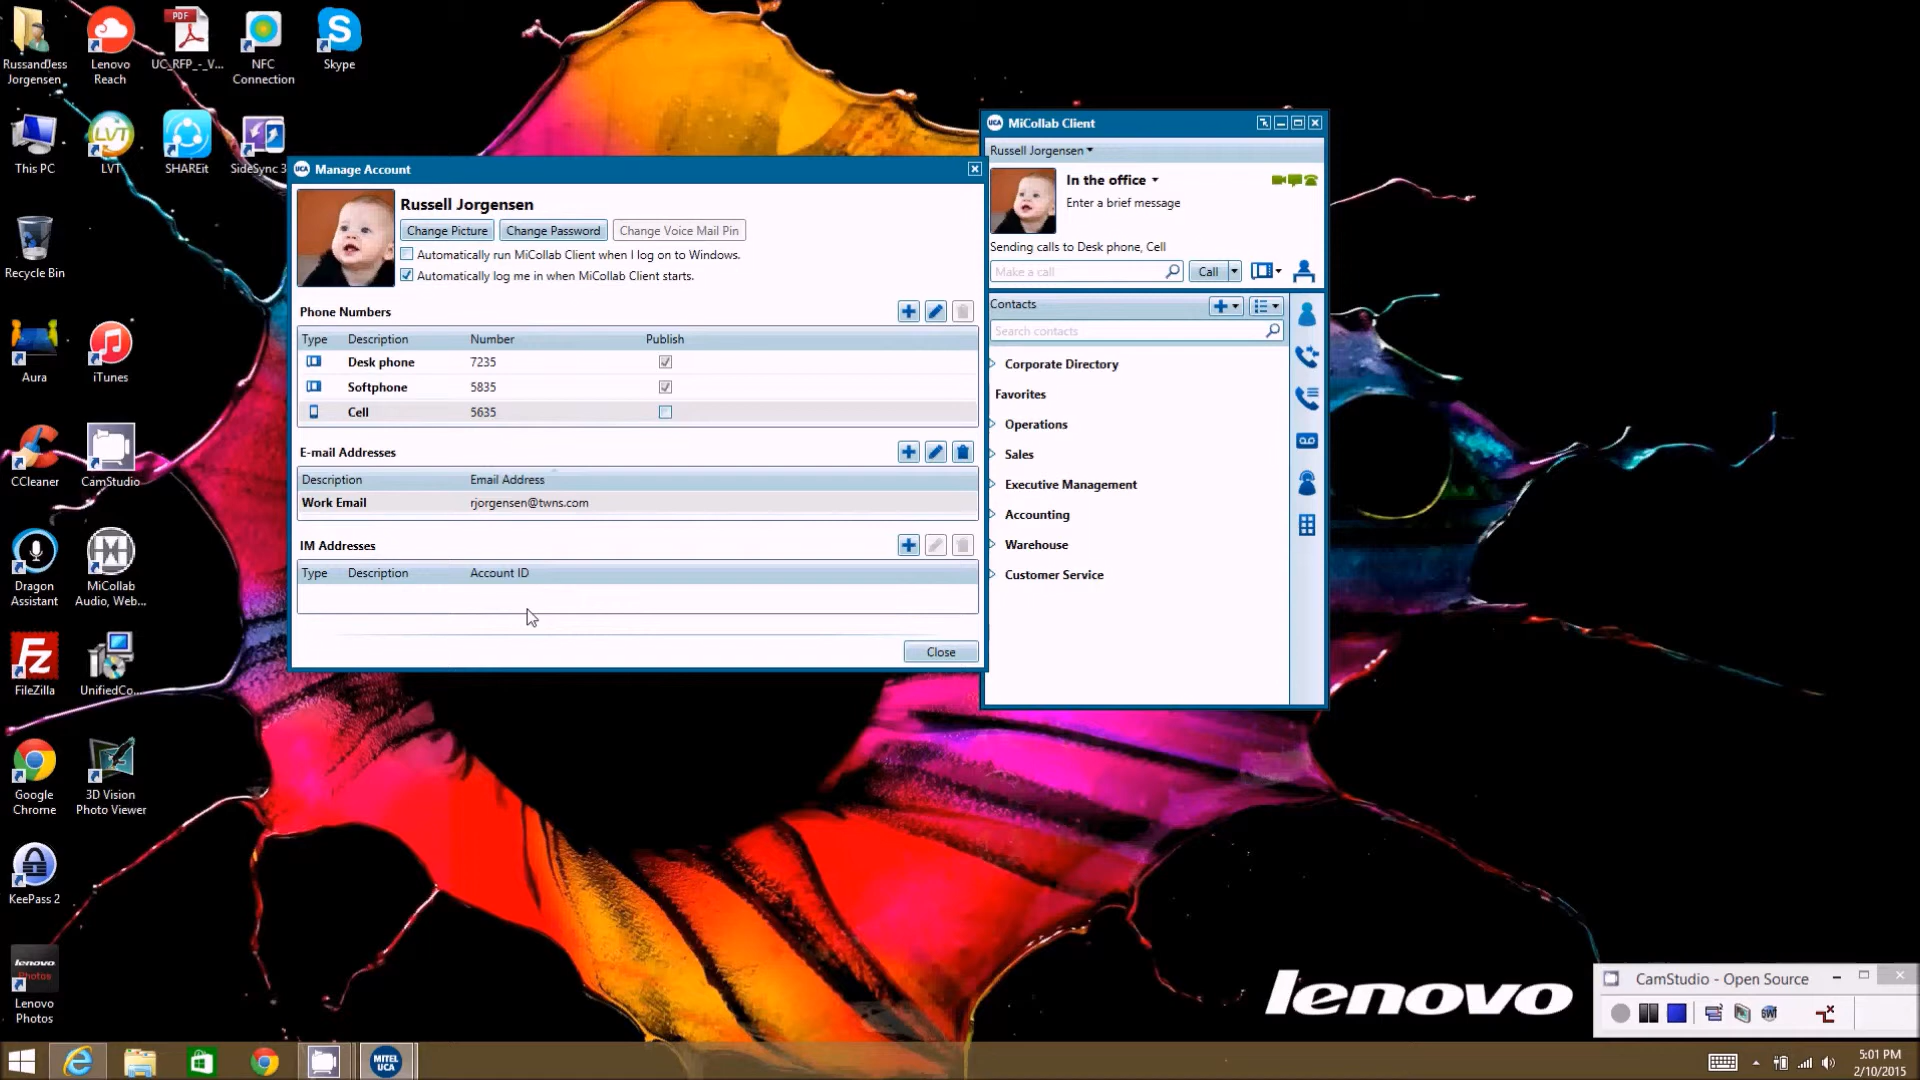 RussandJess
Jorgensen
Lenovo
Reach
PDF
UC_RFP_-_V...
NFC
Connection
Skype
This PC
LVT
LVT
SHAREit
SideSync 3
Recycle Bin
Aura
iTunes
CCleaner
CamStudio
Dragon
Assistant
MiCollab
Audio, Web...
FileZilla
UnifiedCo...
Google
Chrome
3D Vision
Photo Viewer
KeePass 2
lenovo
Photos
Lenovo
Photos
UCA Manage Account
Russell Jorgensen
Change Picture Change Password Change Voice Mail Pin
Automatically run MiCollab Client when I log on to Windows.
Automatically log me in when MiCollab Client starts.
Phone Numbers
Type Description Number Publish
Desk phone 7235
Softphone 5835
Cell 5635
E-mail Addresses
Description Email Address
Work Email rjorgensen@twns.com
IM Addresses
Type Description Account ID
Close
UCA MiCollab Client
Russell Jorgensen
In the office
Enter a brief message
Sending calls to Desk phone, Cell
Make a call Call
Contacts
Search contacts
Corporate Directory
Favorites
Operations
Sales
Executive Management
Accounting
Warehouse
Customer Service
lenovo
CamStudio - Open Source
MITEL
UCA
5:01 PM
2/10/2015